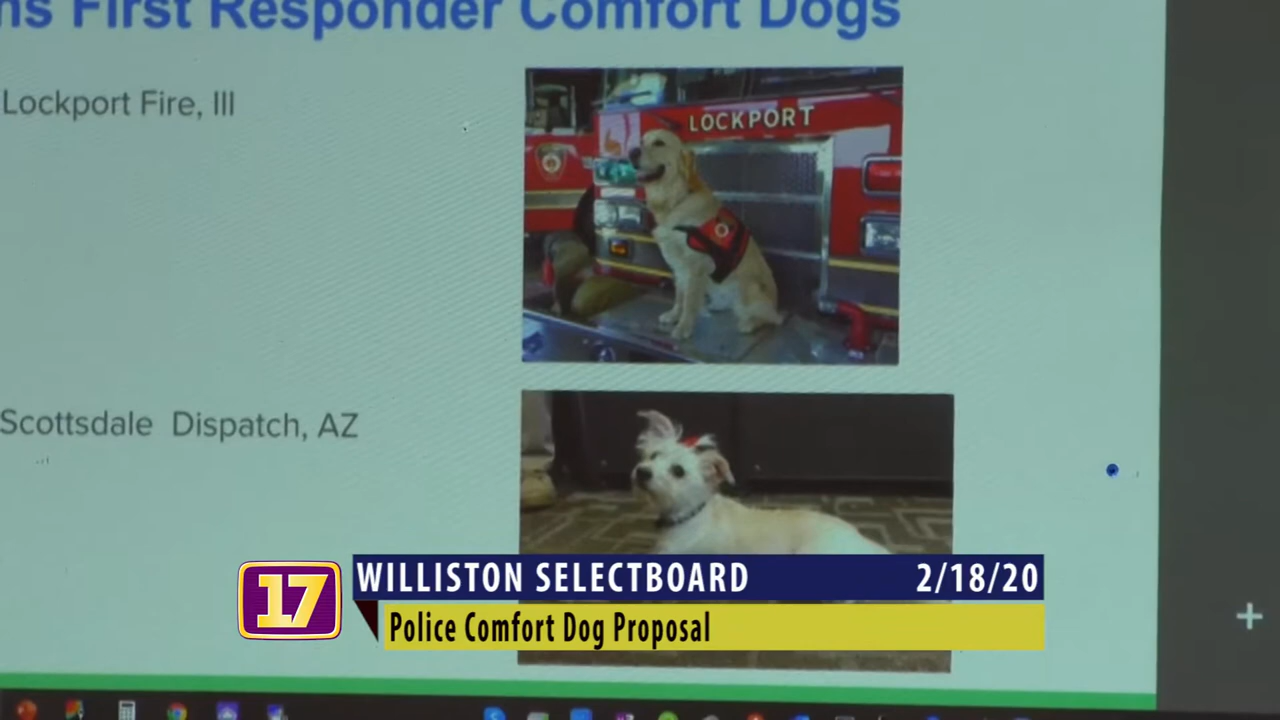 ns First Responder Comfort Dogs
Lockport Fire, Ill
LOCKPORT
Scottsdale Dispatch, AZ
17
WILLISTON SELECTBOARD 2/18/20
Police Comfort Dog Proposal